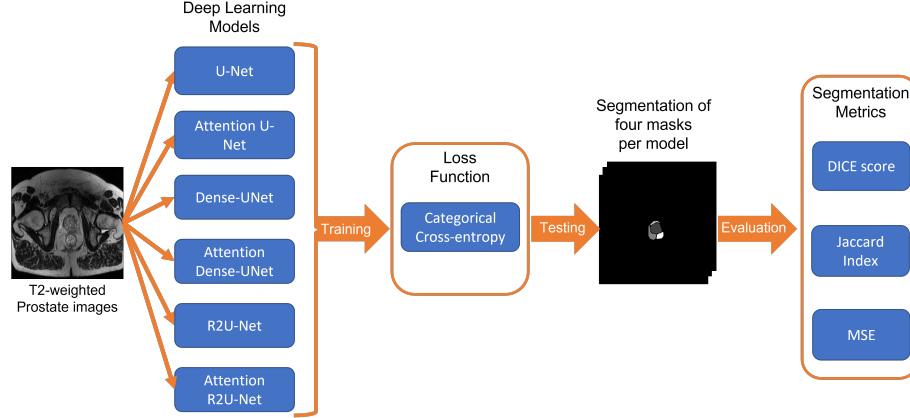 Deep Learning
Models
U-Net
Attention U-
Net
Dense-UNet
Attention
Dense-UNet
R2U-Net
Attention
R2U-Net
T2-weighted
Prostate images
Training
Loss
Function
Categorical
Cross-entropy
Testing
Segmentation of
four masks
per model
Evaluation
Segmentation
Metrics
DICE score
Jaccard
Index
MSE